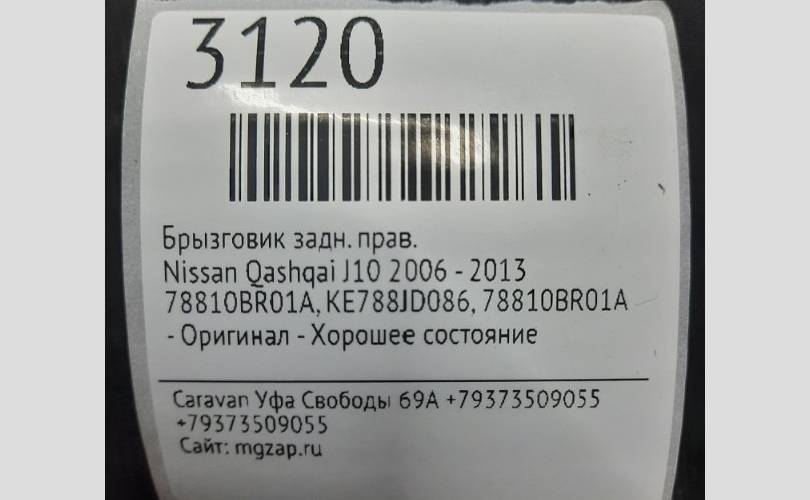 3120
Брызговик задн. прав.
Nissan Qashqai J10 2006 - 2013
78810BR01A, KE788JD086, 78810BR01A
- Оригинал - Хорошее состояние
Caravan Уфа Свободы 69А +79373509055
+79373509055
Сайт: mgzap.ru